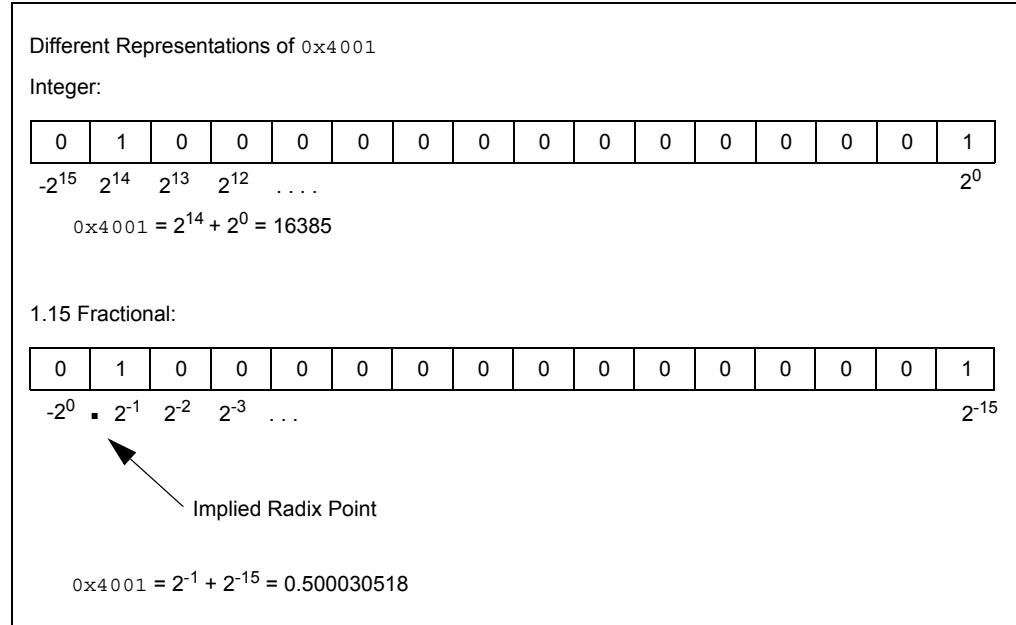 Different Representations of 0x4001
Integer:
0 1 0 0 0 0 0 0 0 0 0 0 0 0 0 1
-2^15 2^14 2^13 2^12 . . . . 2^0
0x4001 = 2^14 + 2^0 = 16385
1.15 Fractional:
0 1 0 0 0 0 0 0 0 0 0 0 0 0 0 1
-2^0 . 2^-1 2^-2 2^-3 . . . 2^-15
Implied Radix Point
0x4001 = 2^-1 + 2^-15 = 0.500030518